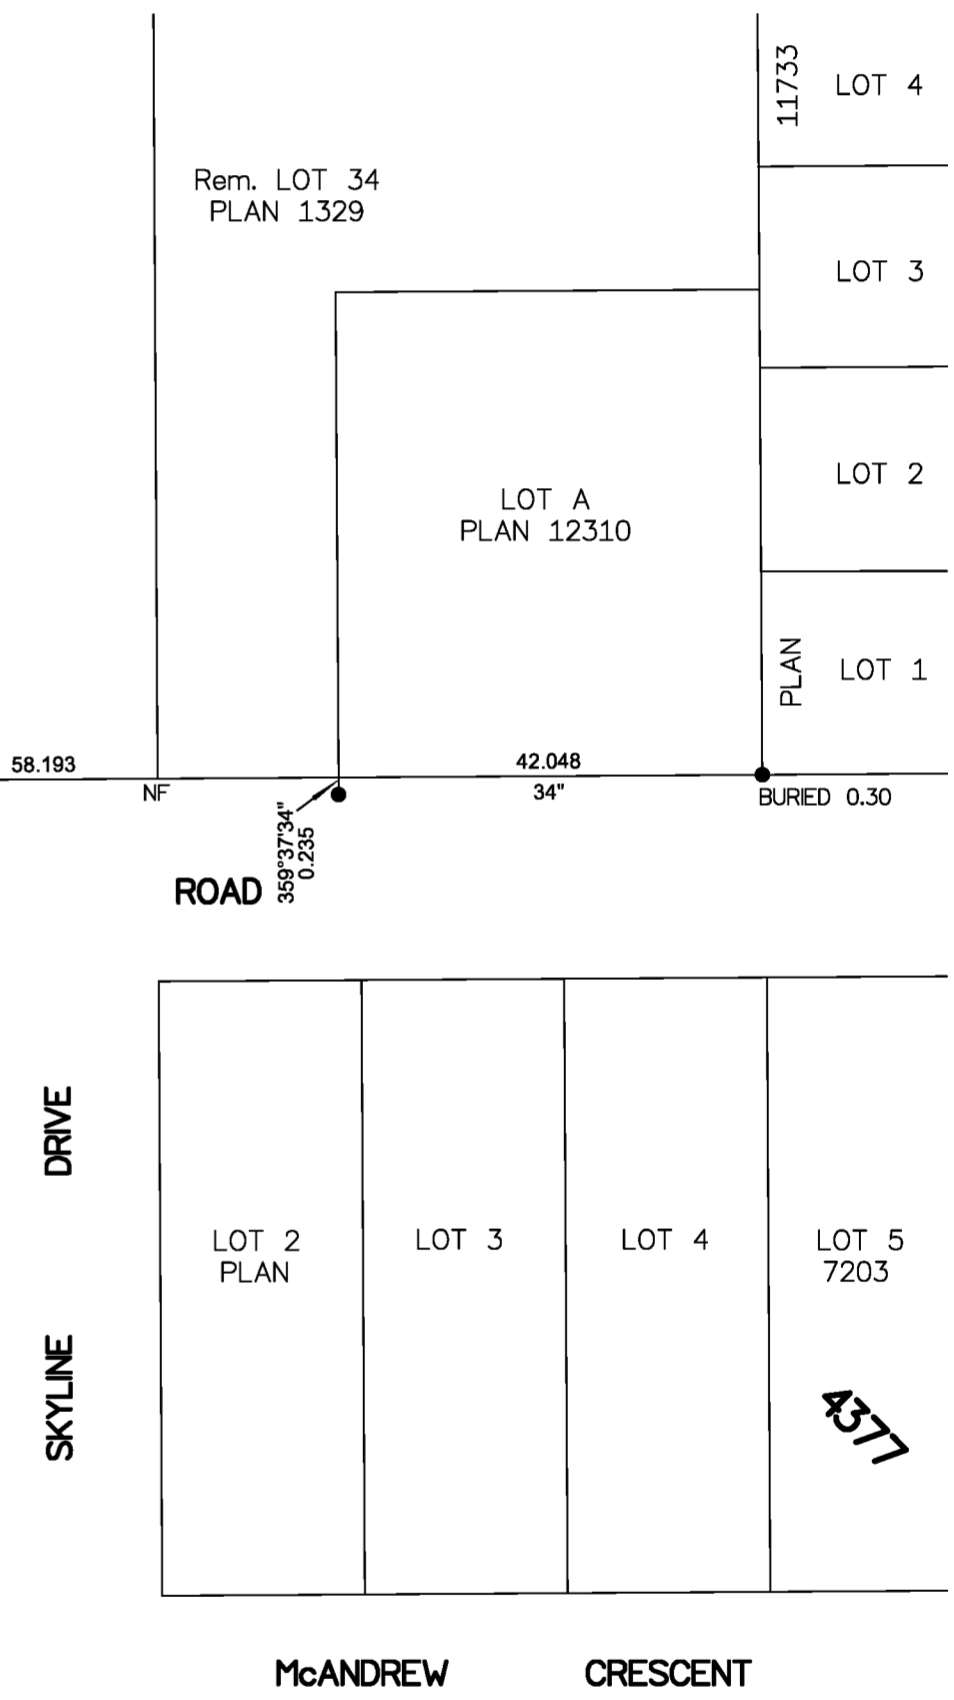 11733
LOT 4
Rem. LOT 34
PLAN 1329
LOT 3
LOT 2
LOT A
PLAN 12310
PLAN
LOT 1
58.193
42.048
NF
34"
BURIED 0.30
359°37'34"
0.235
ROAD
DRIVE
SKYLINE
LOT 2
PLAN
LOT 3
LOT 4
LOT 5
7203
4377
McANDREW CRESCENT